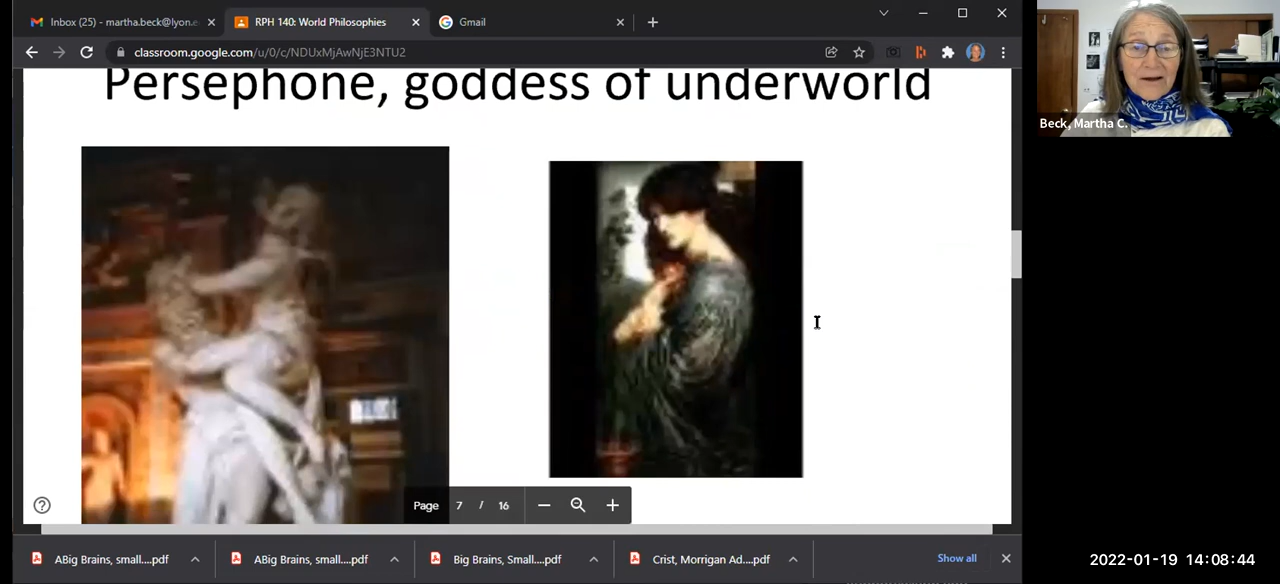 Inbox (25) - martha.beck@lyon.e
RPH 140: World Philosophies
Gmail
classroom.google.com/u/0/c/NDUxMjAwNjE3NTU2
Persephone, goddess of underworld
Beck, Martha C.
Page 7 / 16
ABig Brains, small....pdf
ABig Brains, small....pdf
Big Brains, Small....pdf
Crist, Morrigan Ad....pdf
Show all
2022-01-19 14:08:44